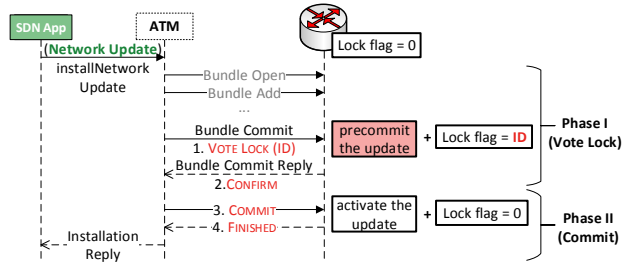 SDN App
ATM
Lock flag = 0
(Network Update)
installNetwork
Update
Bundle Open
Bundle Add
...
Bundle Commit
1. VOTE LOCK (ID)
precommit
the update
+
Lock flag = ID
Phase I
(Vote Lock)
Bundle Commit Reply
2.CONFIRM
3. COMMIT
activate the
update
+
Lock flag = 0
4. FINISHED
Phase II
(Commit)
Installation
Reply